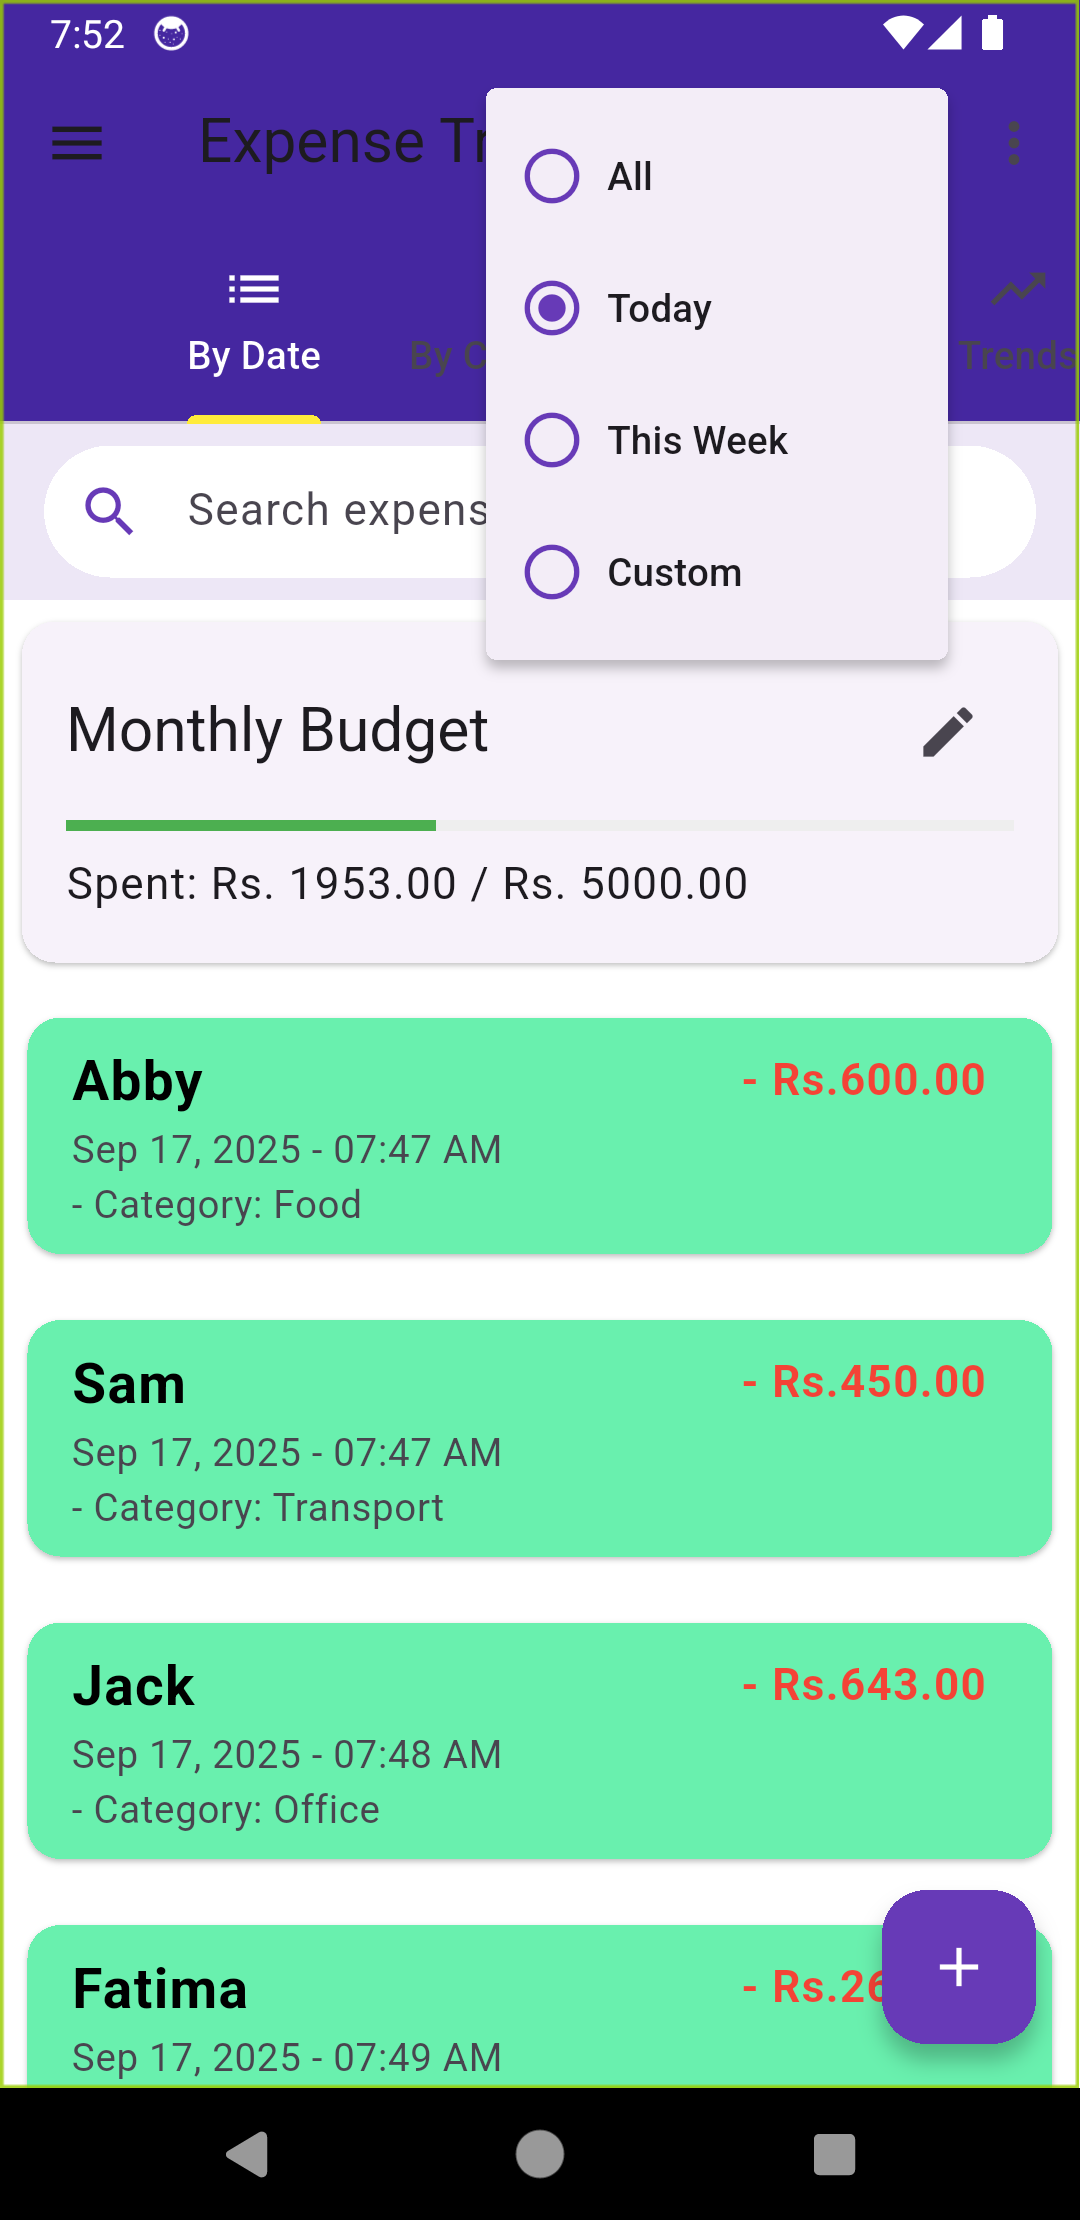 7:52
Expense Tr
All
Today
This Week
Custom
By Date
By C
Trends
Search expens
Monthly Budget
Spent: Rs. 1953.00 / Rs. 5000.00
Abby
- Rs.600.00
Sep 17, 2025 - 07:47 AM
- Category: Food
Sam
- Rs.450.00
Sep 17, 2025 - 07:47 AM
- Category: Transport
Jack
- Rs.643.00
Sep 17, 2025 - 07:48 AM
- Category: Office
Fatima
- Rs.26
Sep 17, 2025 - 07:49 AM